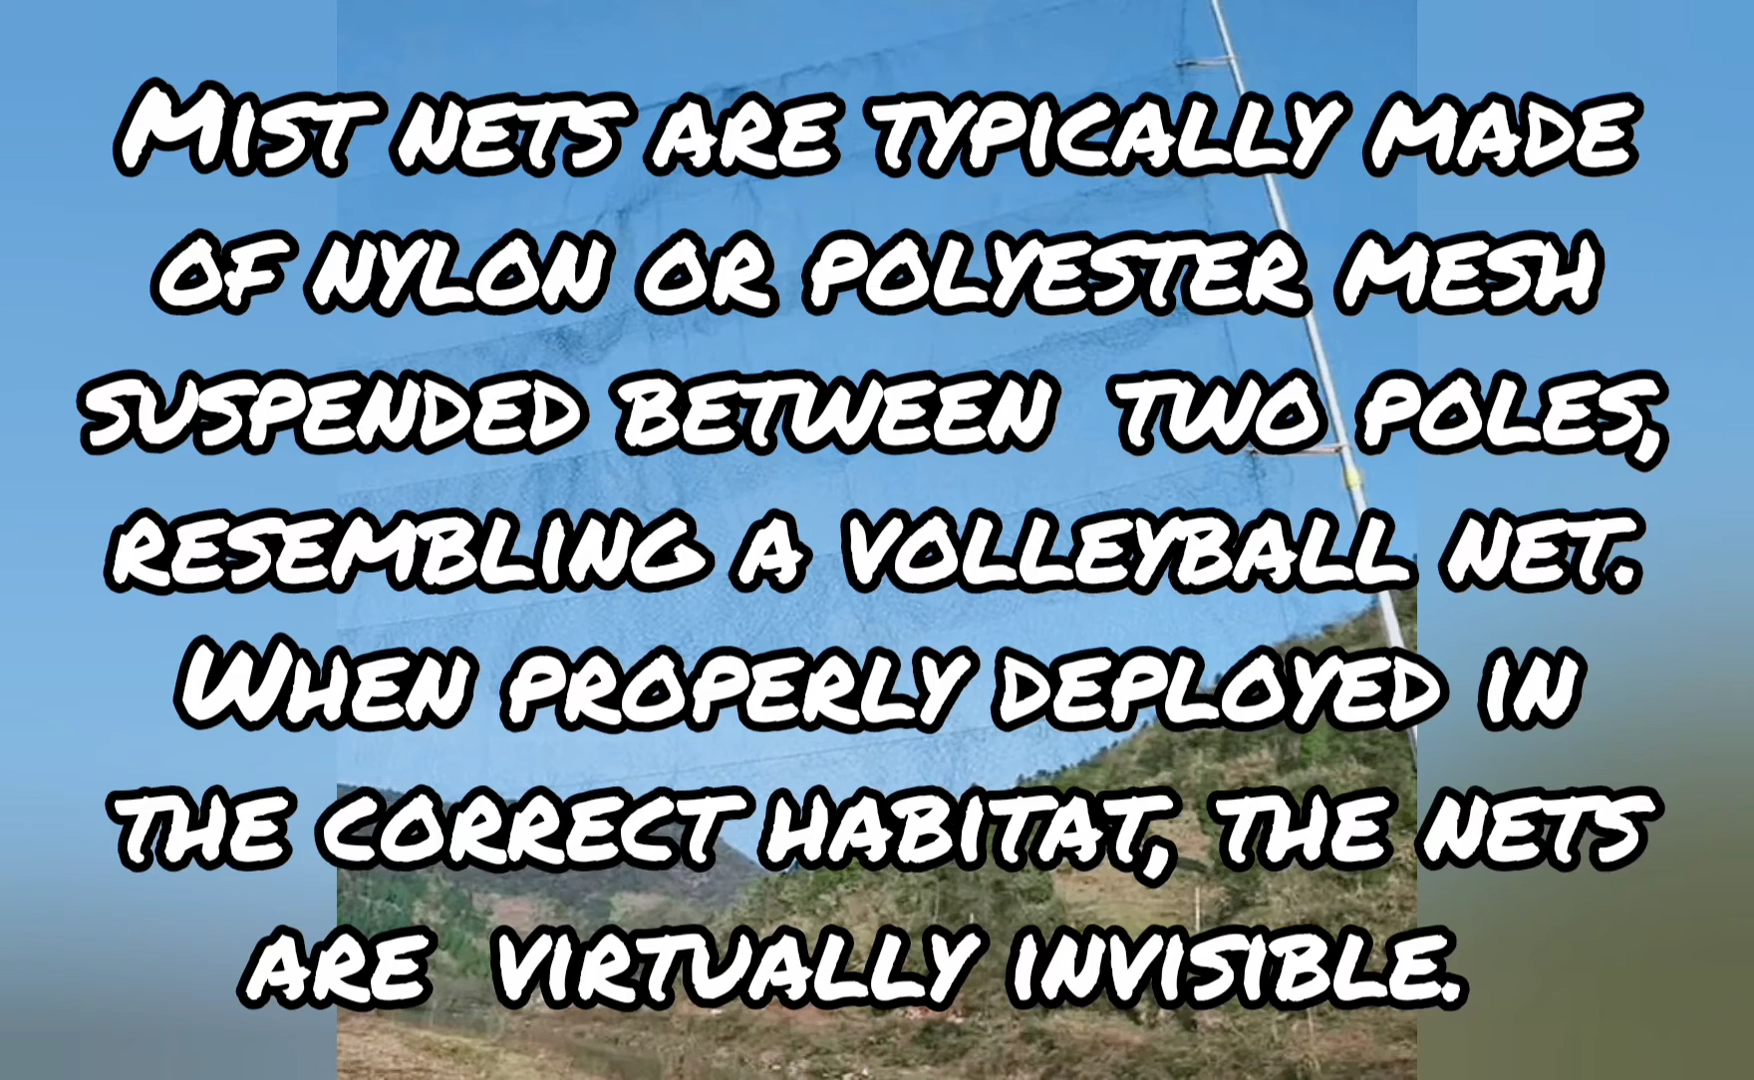 Mist nets are typically made
of nylon or polyester mesh
suspended between  two poles,
resembling a volleyball net.
When properly deployed in
the correct habitat, the nets
are  virtually invisible.